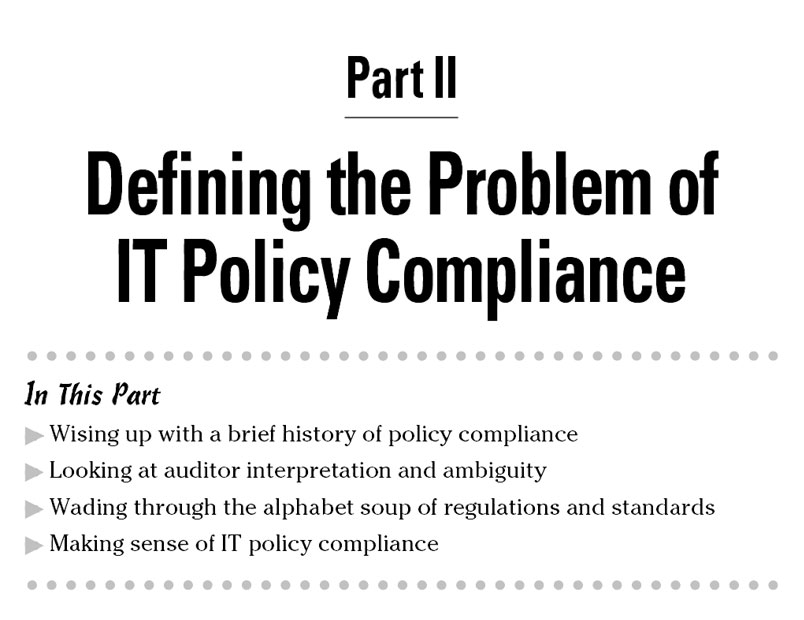 Part II
Defining the Problem of
IT Policy Compliance
In This Part
Wising up with a brief history of policy compliance
Looking at auditor interpretation and ambiguity
Wading through the alphabet soup of regulations and standards
Making sense of IT policy compliance